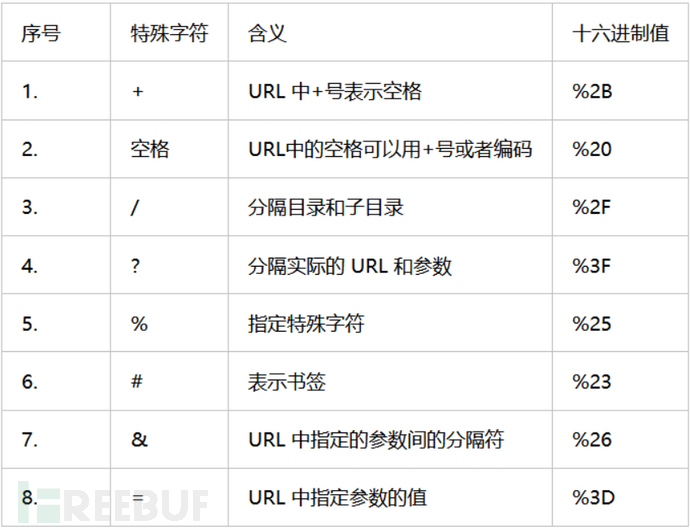 序号 特殊字符 含义 十六进制值
1. + URL 中+号表示空格 %2B
2. 空格 URL中的空格可以用+号或者编码 %20
3. / 分隔目录和子目录 %2F
4. ? 分隔实际的 URL 和参数 %3F
5. % 指定特殊字符 %25
6. # 表示书签 %23
7. & URL 中指定的参数间的分隔符 %26
8. = URL 中指定参数的值 %3D
FREEBUF